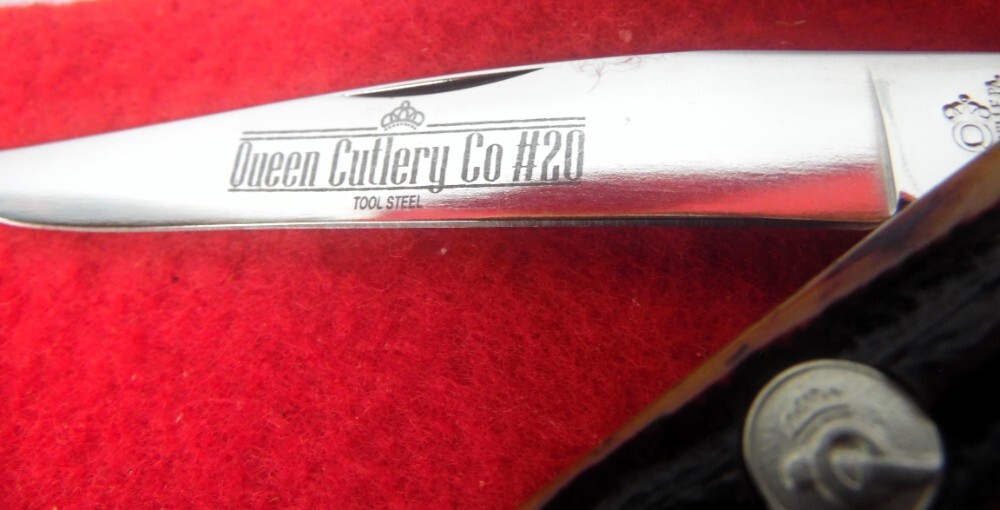 Queen Cutlery Co #20
TOOL STEEL